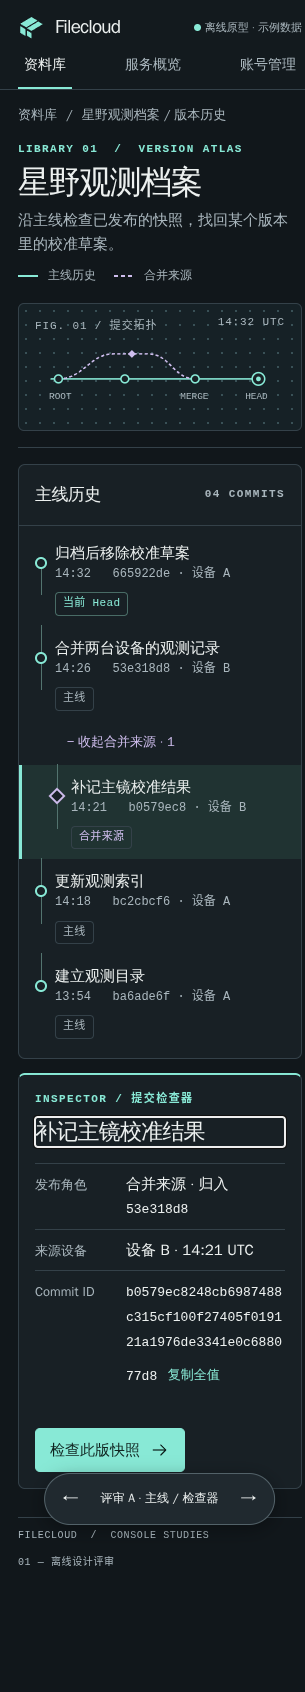 Filecloud
离线原型 · 示例数据
资料库 服务概览 账号管理
资料库 / 星野观测档案 / 版本历史
LIBRARY 01 / VERSION ATLAS
星野观测档案
沿主线检查已发布的快照，找回某个版本
里的校准草案。
主线历史 合并来源
FIG. 01 / 提交拓扑 14:32 UTC
ROOT MERGE HEAD
主线历史 04 COMMITS
归档后移除校准草案
14:32 665922de · 设备 A
当前 Head
合并两台设备的观测记录
14:26 53e318d8 · 设备 B
主线
− 收起合并来源 · 1
补记主镜校准结果
14:21 b0579ec8 · 设备 B
合并来源
更新观测索引
14:18 bc2cbcf6 · 设备 A
主线
建立观测目录
13:54 ba6ade6f · 设备 A
主线
INSPECTOR / 提交检查器
补记主镜校准结果
发布角色 合并来源 · 归入
53e318d8
来源设备 设备 B · 14:21 UTC
Commit ID b0579ec8248cb6987488
c315cf100f27405f0191
21a1976de3341e0c6880
77d8 复制全值
检查此版快照 →
← 评审 A · 主线 / 检查器 →
FILECLOUD / CONSOLE STUDIES
01 — 离线设计评审